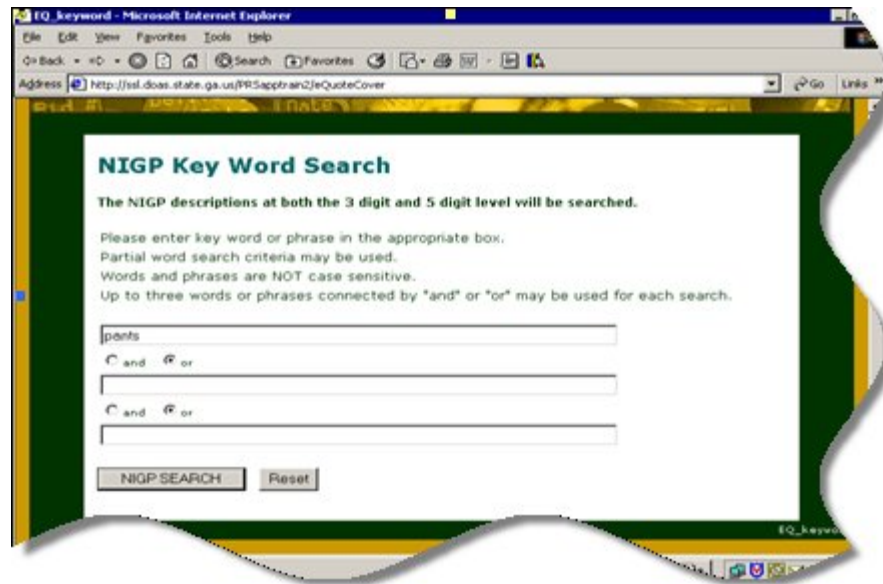 EQ_keyword - Microsoft Internet Explorer
File Edit View Favorites Tools Help
Back Search Favorites
Address http://ssl.doas.state.ga.us/PRSapptrain2/eQuoteCover Go Links »
NIGP Key Word Search
The NIGP descriptions at both the 3 digit and 5 digit level will be searched.
Please enter key word or phrase in the appropriate box.
Partial word search criteria may be used.
Words and phrases are NOT case sensitive.
Up to three words or phrases connected by "and" or "or" may be used for each search.
pants
and or
and or
NIGP SEARCH Reset